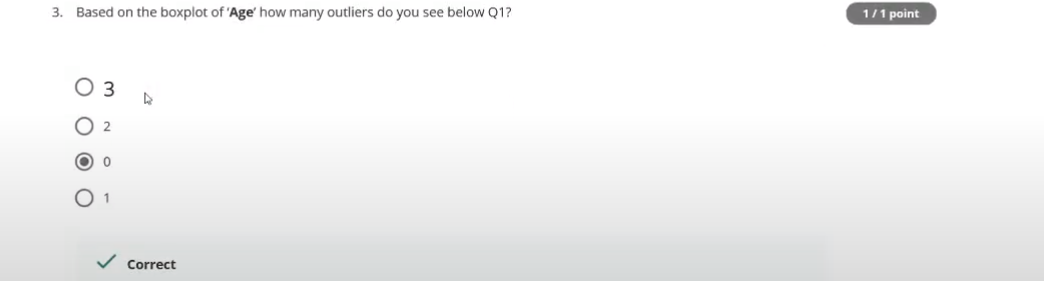 3. Based on the boxplot of 'Age' how many outliers do you see below Q1?
1 / 1 point
3
2
0
1
Correct